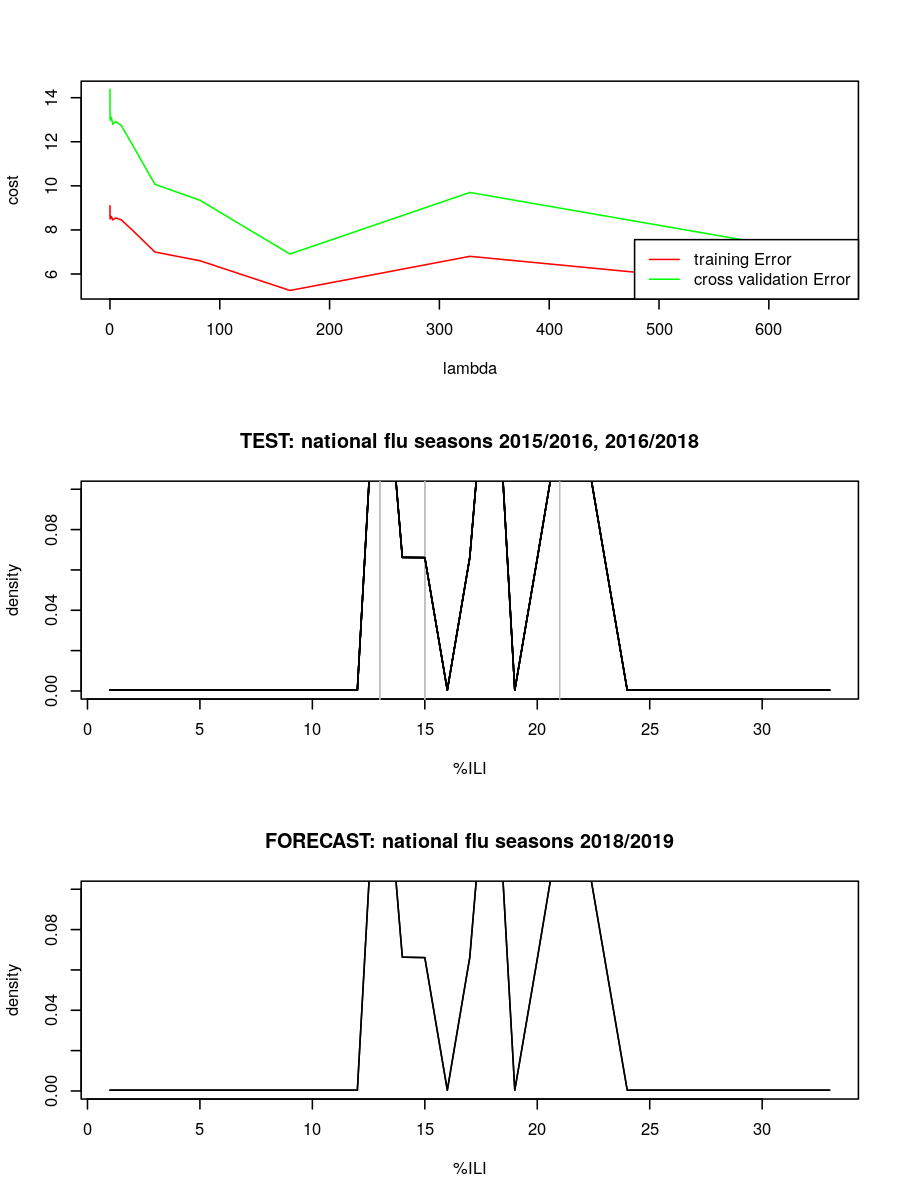 14
12
10
8
6
cost
training Error
cross validation Error
0 100 200 300 400 500 600
lambda
TEST: national flu seasons 2015/2016, 2016/2018
0.08
0.04
0.00
density
0 5 10 15 20 25 30
%ILI
FORECAST: national flu seasons 2018/2019
0.08
0.04
0.00
density
0 5 10 15 20 25 30
%ILI